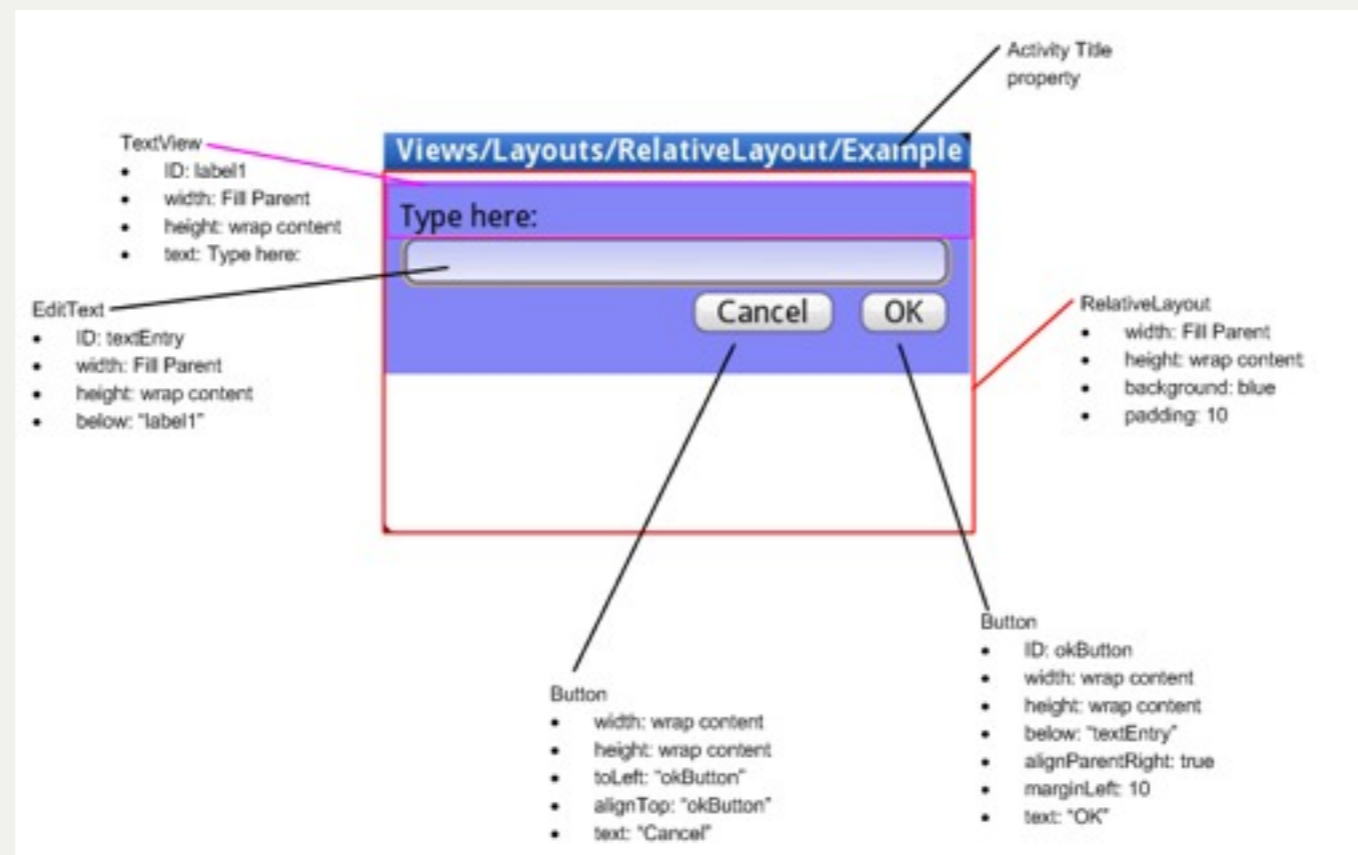 Activity Title
property
Views/Layouts/RelativeLayout/Example
TextView
• ID: label1
• width: Fill Parent
• height: wrap content
• text: Type here:
Type here:
EditText
• ID: textEntry
• width: Fill Parent
• height: wrap content
• below: “label1”
Cancel OK
RelativeLayout
• width: Fill Parent
• height: wrap content
• background: blue
• padding: 10
Button
• width: wrap content
• height: wrap content
• toLeft: “okButton”
• alignTop: “okButton”
• text: “Cancel”
Button
• ID: okButton
• width: wrap content
• height: wrap content
• below: “textEntry”
• alignParentRight: true
• marginLeft: 10
• text: “OK”